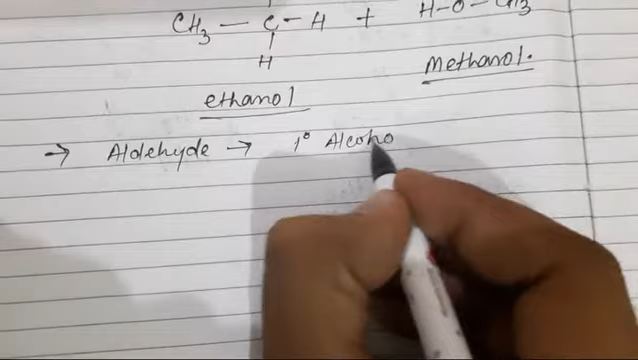 CH3 — C — H + H-O-CH3
H
ethanol Methanol.
→ Aldehyde → 1° Alcoho